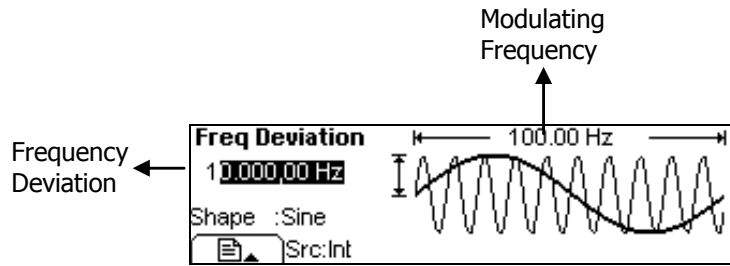 Modulating
Frequency
Freq Deviation
100.00 Hz
Frequency
Deviation
10.000,00 Hz
Shape :Sine
Src:Int